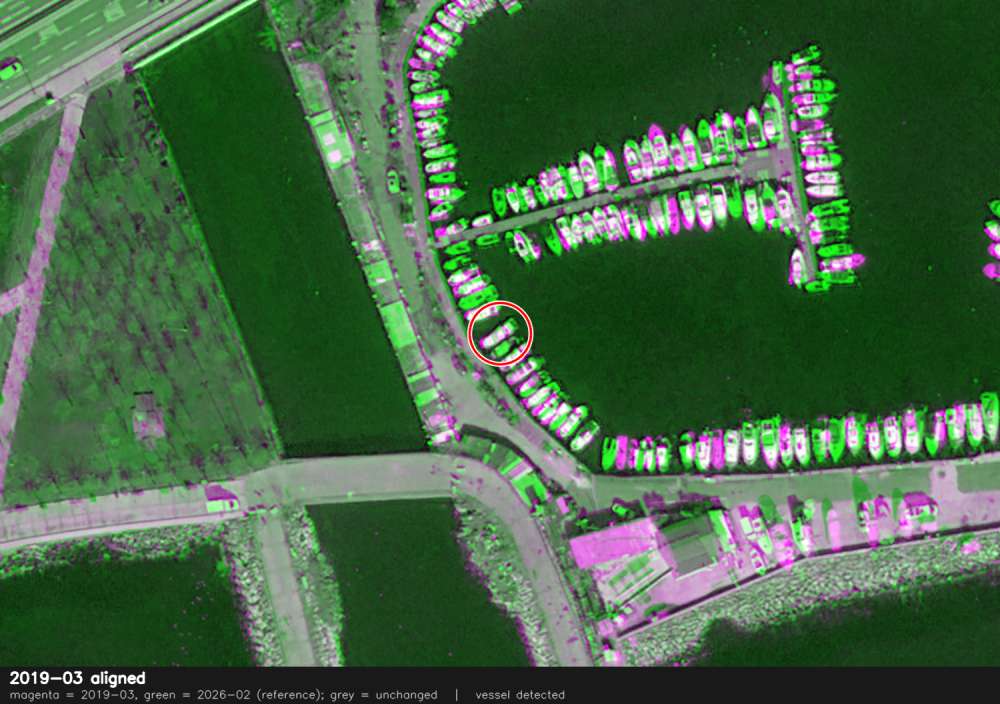 2019-03 aligned
magenta = 2019-03, green = 2026-02 (reference); grey = unchanged | vessel detected